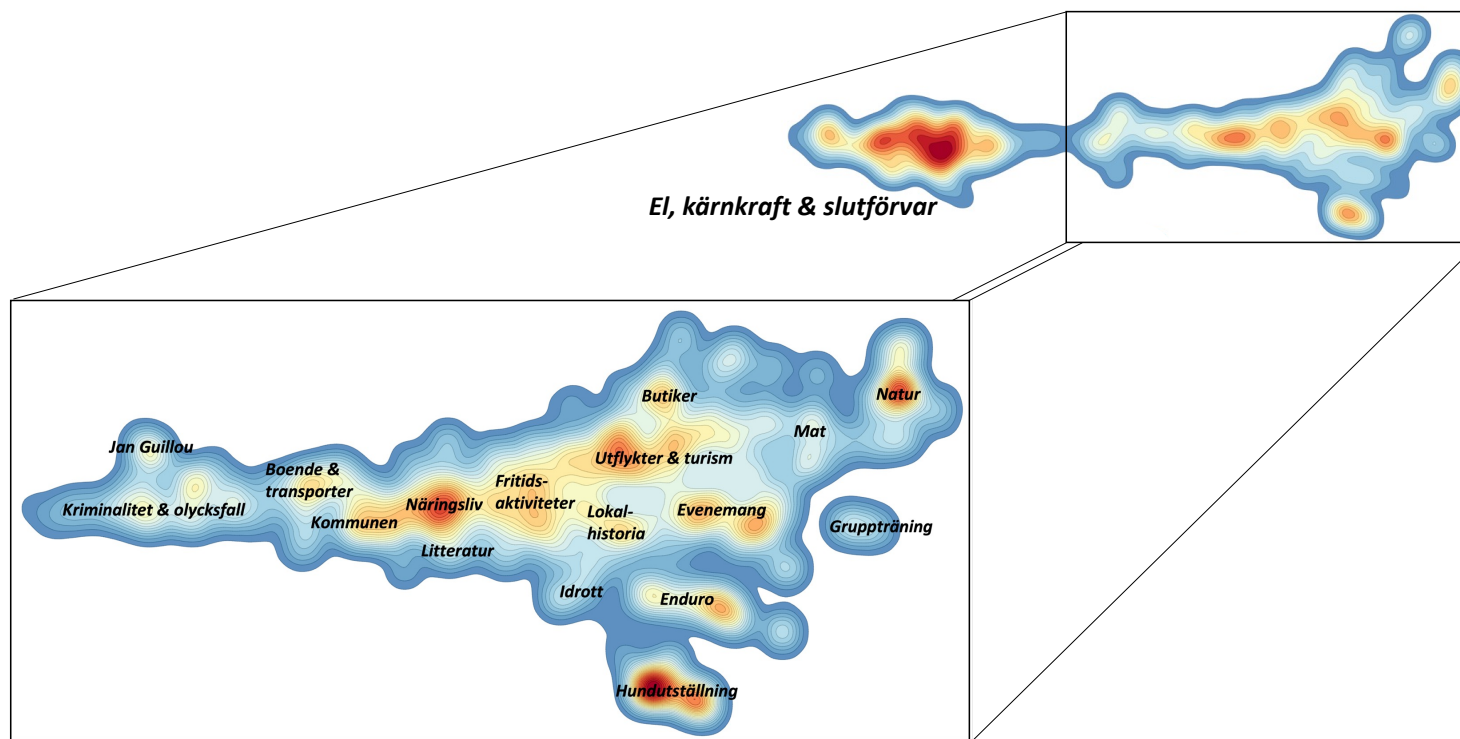 El, kärnkraft & slutförvar
Butiker
Natur
Mat
Jan Guillou
Utflykter & turism
Boende &
transporter
Fritids-
aktiviteter
Kriminalitet & olycksfall
Näringsliv
Kommunen
Lokal-
historia
Evenemang
Gruppträning
Litteratur
Idrott
Enduro
Hundutställning